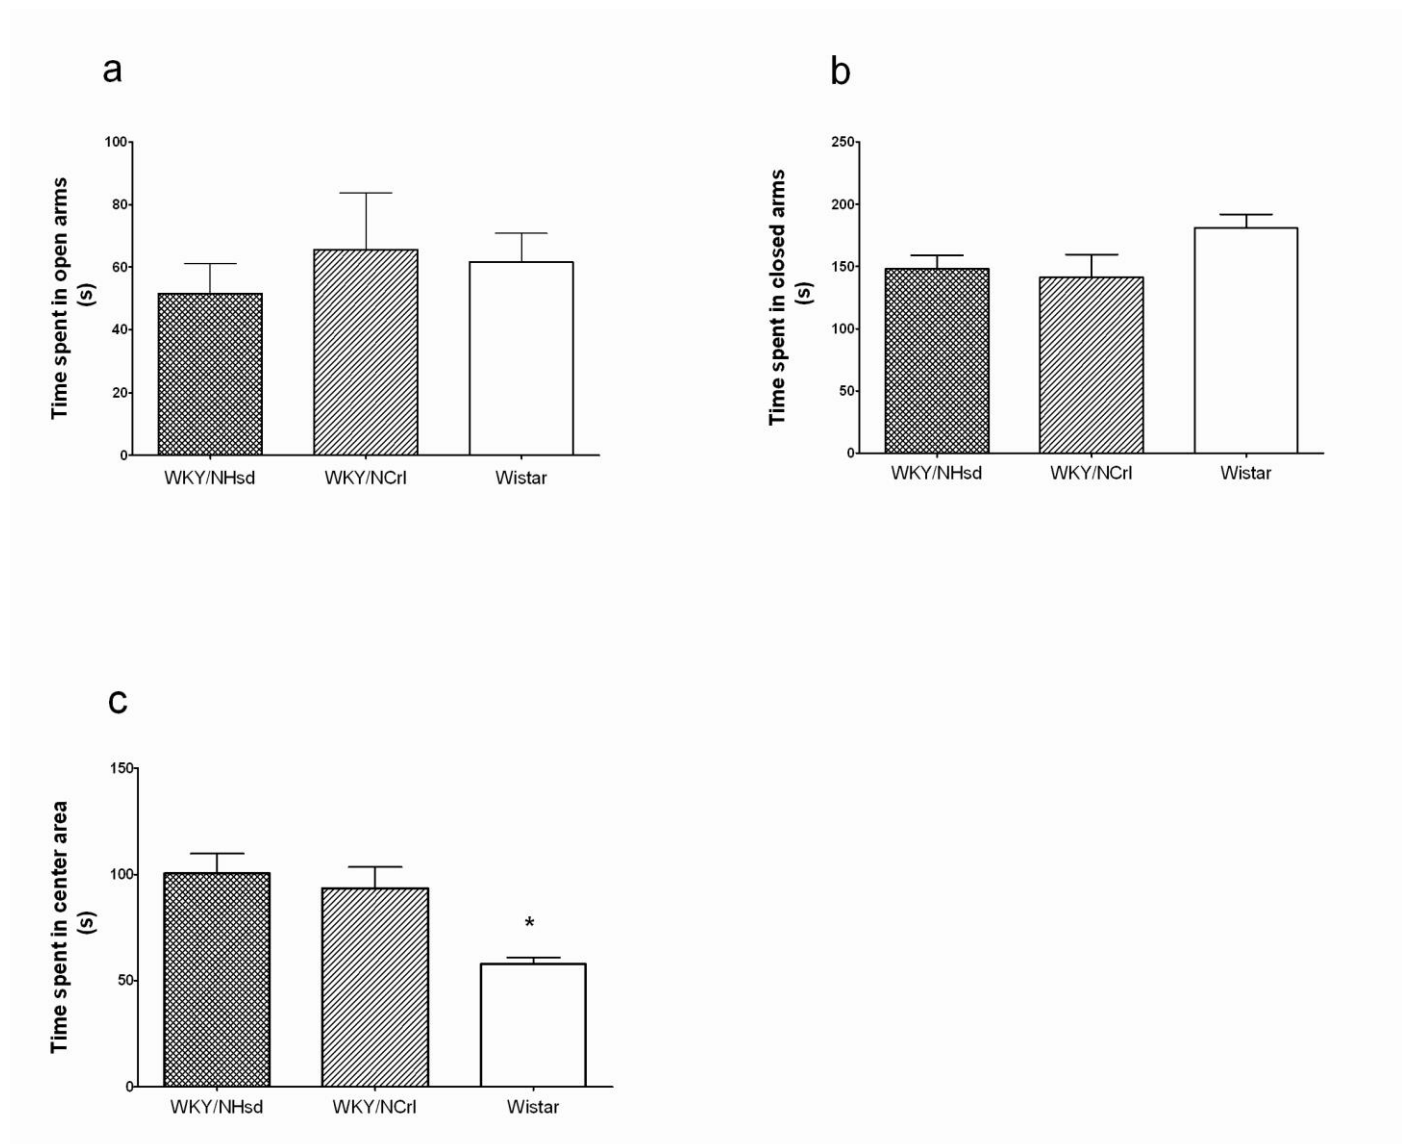 a
Time spent in open arms
(s)
100
80
60
40
20
0
WKY/NHsd WKY/NCrl Wistar
b
Time spent in closed arms
(s)
250
200
150
100
50
0
WKY/NHsd WKY/NCrl Wistar
c
Time spent in center area
(s)
150
100
50
0
*
WKY/NHsd WKY/NCrl Wistar